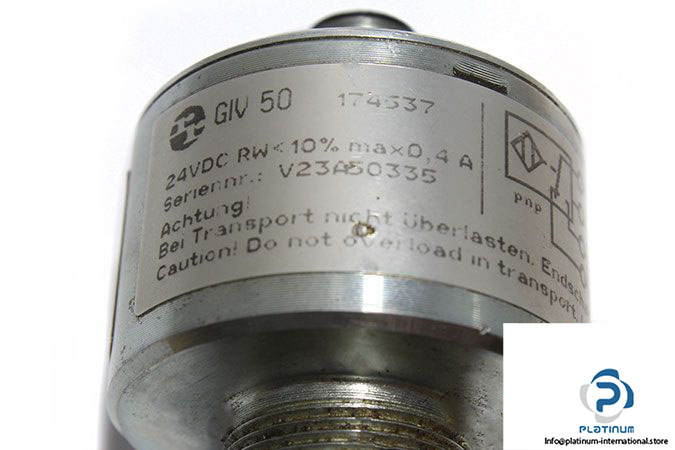 GIV 50 174537
24VDC RW<10% max0,4 A
Seriennr.: V23A50335
Achtung!
Bei Transport nicht überlasten.
Caution! Do not overload in transport.
pnp
PLATINUM
Info@platinum-international.store